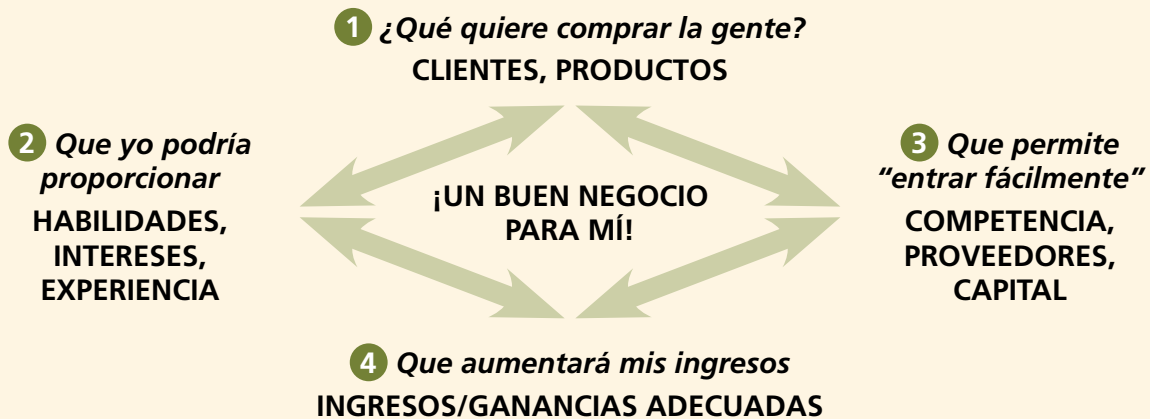 1 ¿Qué quiere comprar la gente?
CLIENTES, PRODUCTOS
2 Que yo podría
proporcionar
HABILIDADES,
INTERESES,
EXPERIENCIA
¡UN BUEN NEGOCIO
PARA MÍ!
3 Que permite
“entrar fácilmente”
COMPETENCIA,
PROVEEDORES,
CAPITAL
4 Que aumentará mis ingresos
INGRESOS/GANANCIAS ADECUADAS